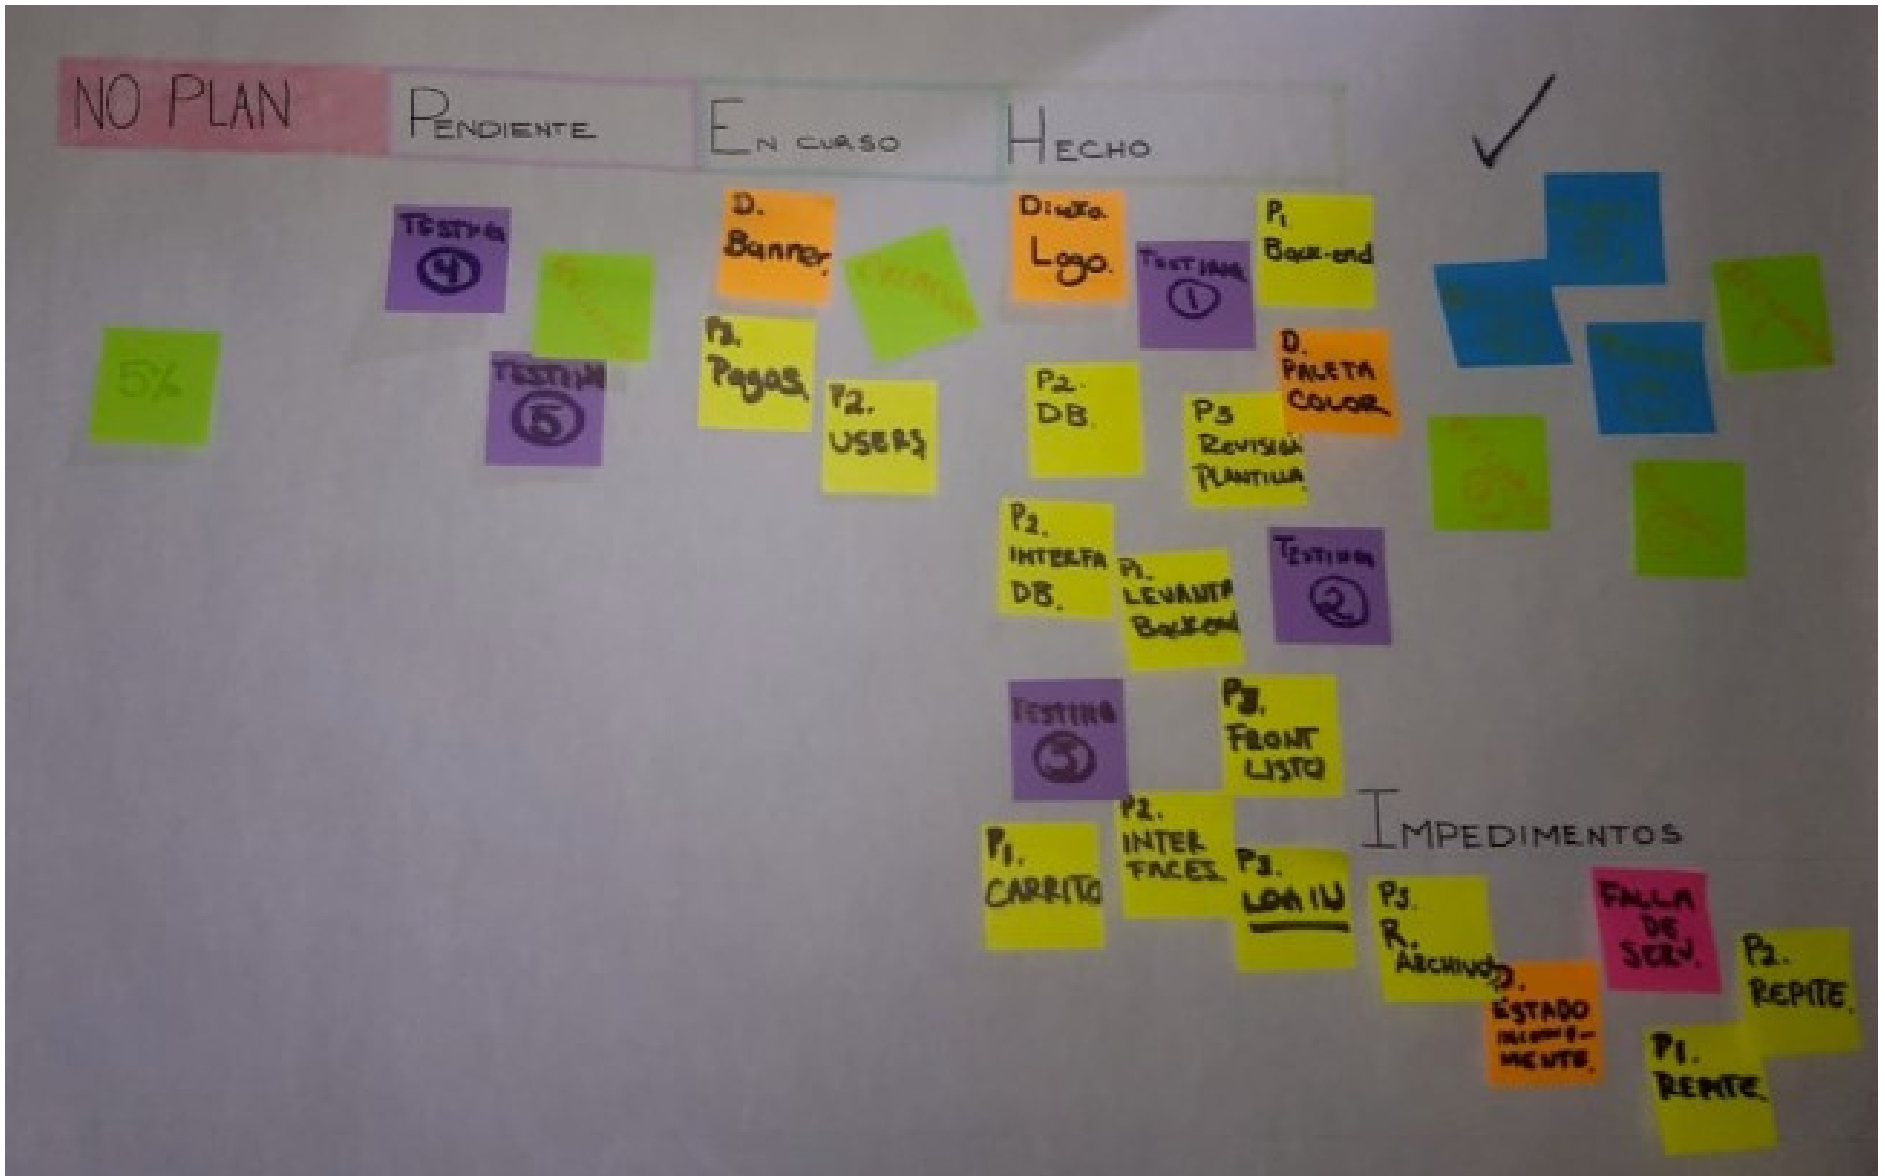 NO PLAN
PENDIENTE
EN CURSO
HECHO
5%
TESTING
4
TESTING
5
D.
Banner.
P3.
Pagos.
P2.
USERS
Diseño
Logo.
TESTING
1
P1
Back-end
P2.
DB.
P3
REVISIÓN
PLANTILLA.
D.
PALETA
COLOR
P2.
INTERFA
DB.
P1.
LEVANTA
Back-end
TESTING
2
TESTING
3
P3.
FRONT
LISTO
P1.
CARRITO
P2.
INTER
FACES.
P3.
LOGIN
IMPEDIMENTOS
P3.
R.
ARCHIVOS
D.
ESTADO
MENTE.
FALLA
DE
SERV.
P2.
REPITE.
P1.
REPITE.